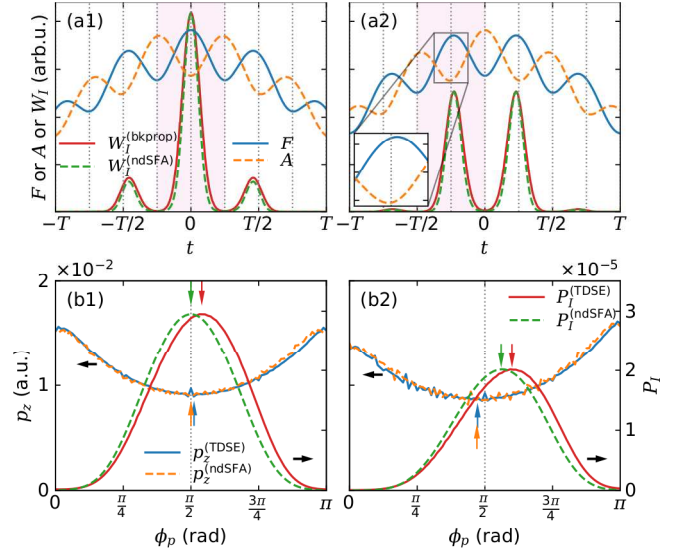 (a1)
(a2)
F or A or W_I (arb.u.)
W_I^(bkprop)
F
W_I^(ndSFA)
A
−T
−T/2
0
T/2
T
−T
−T/2
0
T/2
T
t
t
×10⁻²
×10⁻⁵
(b1)
(b2)
2
1
0
p_z (a.u.)
p_z^(TDSE)
p_z^(ndSFA)
P_I^(TDSE)
P_I^(ndSFA)
3
2
1
0
P_I
0
π/4
π/2
3π/4
π
0
π/4
π/2
3π/4
π
ϕ_p (rad)
ϕ_p (rad)